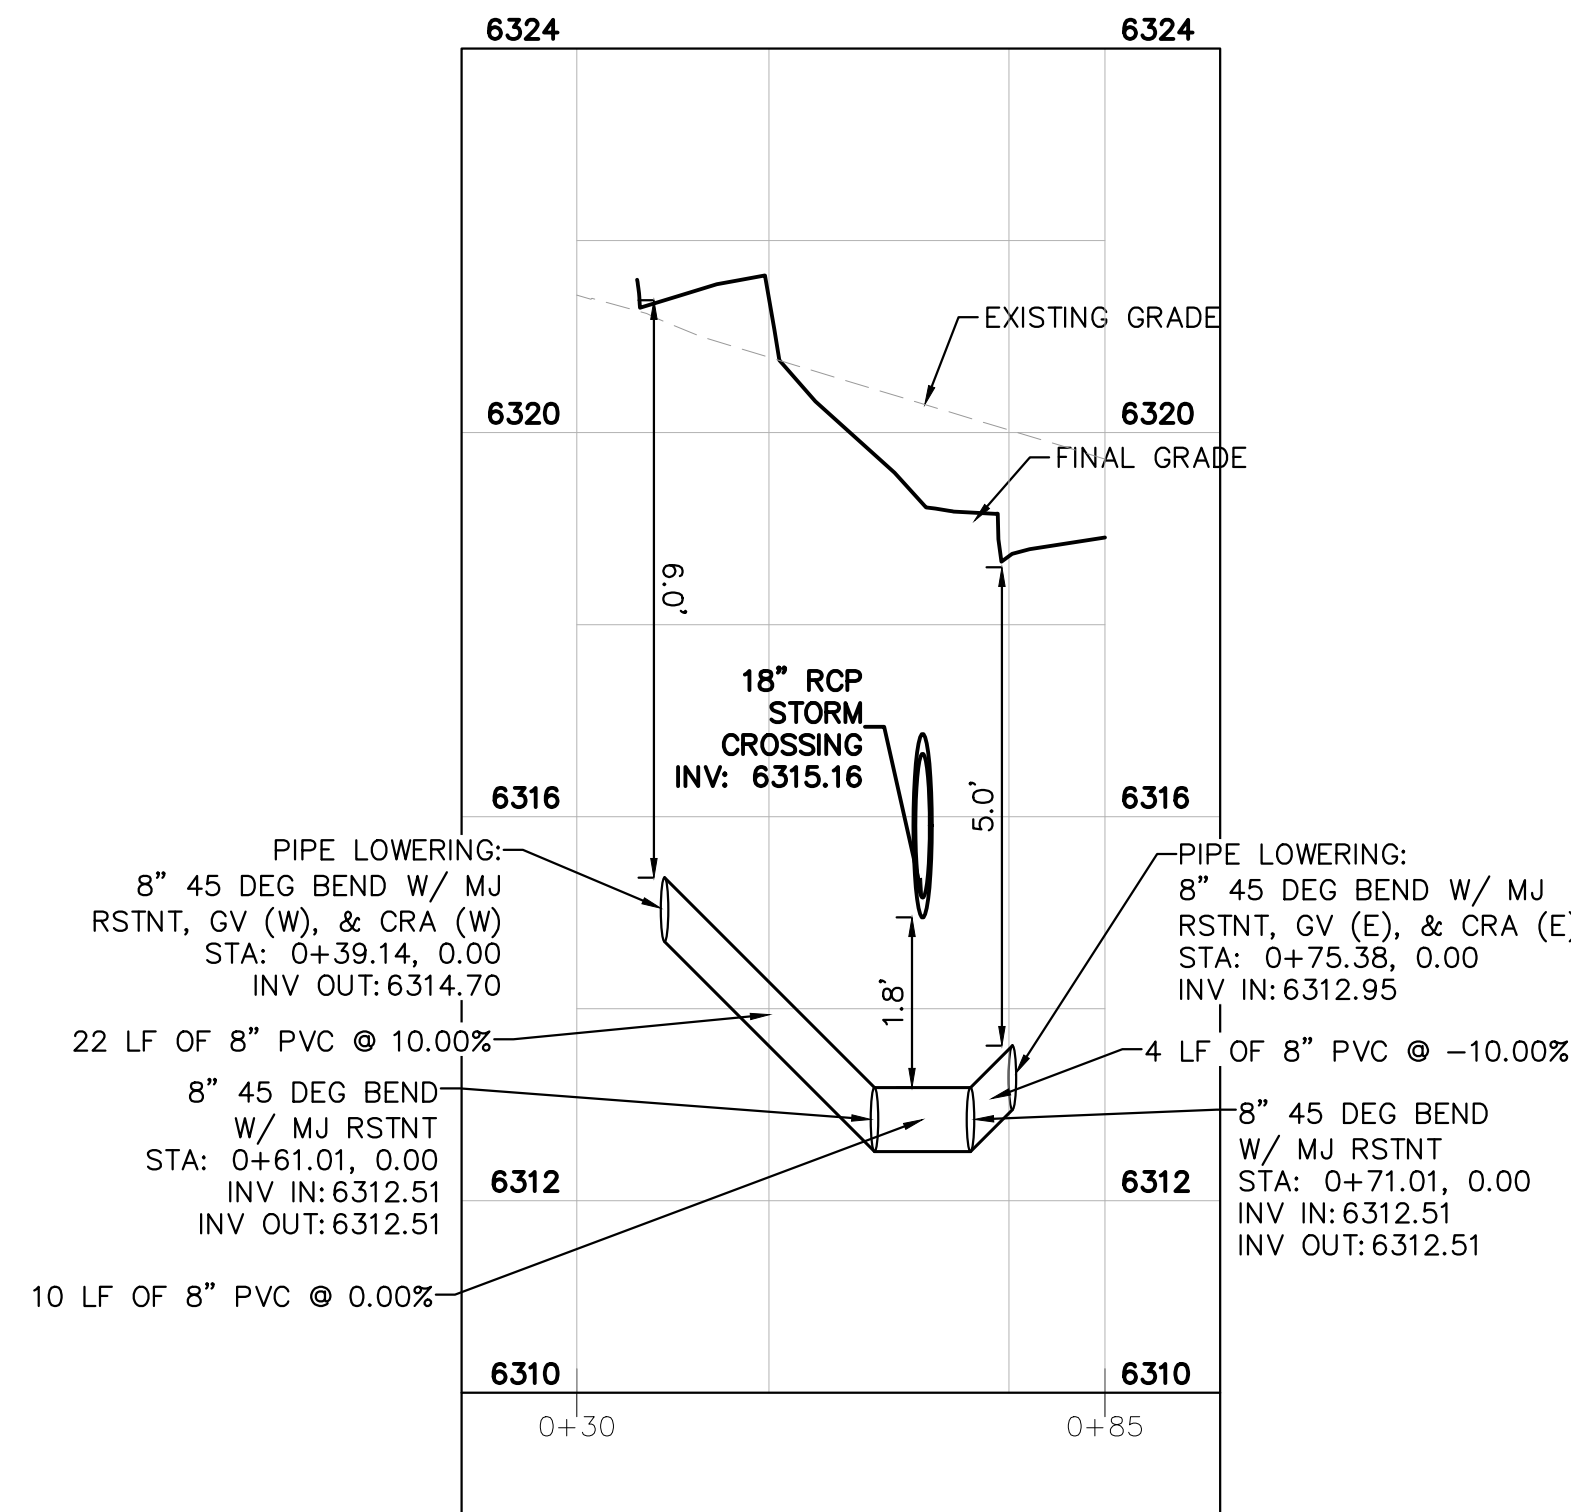 6324
6324
EXISTING GRADE
6320
6320
FINAL GRADE
6.0'
18" RCP
STORM
CROSSING
INV: 6315.16
5.0'
6316
6316
PIPE LOWERING:
8" 45 DEG BEND W/ MJ
RSTNT, GV (W), & CRA (W)
STA: 0+39.14, 0.00
INV OUT:6314.70
PIPE LOWERING:
8" 45 DEG BEND W/ MJ
RSTNT, GV (E), & CRA (E)
STA: 0+75.38, 0.00
INV IN:6312.95
1.8'
22 LF OF 8" PVC @ 10.00%
4 LF OF 8" PVC @ -10.00%
8" 45 DEG BEND
W/ MJ RSTNT
STA: 0+61.01, 0.00
INV IN:6312.51
INV OUT:6312.51
8" 45 DEG BEND
W/ MJ RSTNT
STA: 0+71.01, 0.00
INV IN:6312.51
INV OUT:6312.51
6312
6312
10 LF OF 8" PVC @ 0.00%
6310
6310
0+30
0+85